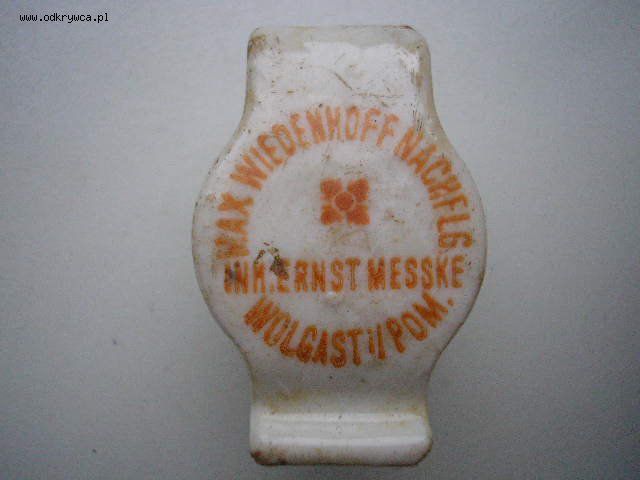 www.odkrywca.pl
MAX WIEDENHOFF NACHFLG
INH. ERNST MESSKE
WOLGAST i/ POM.